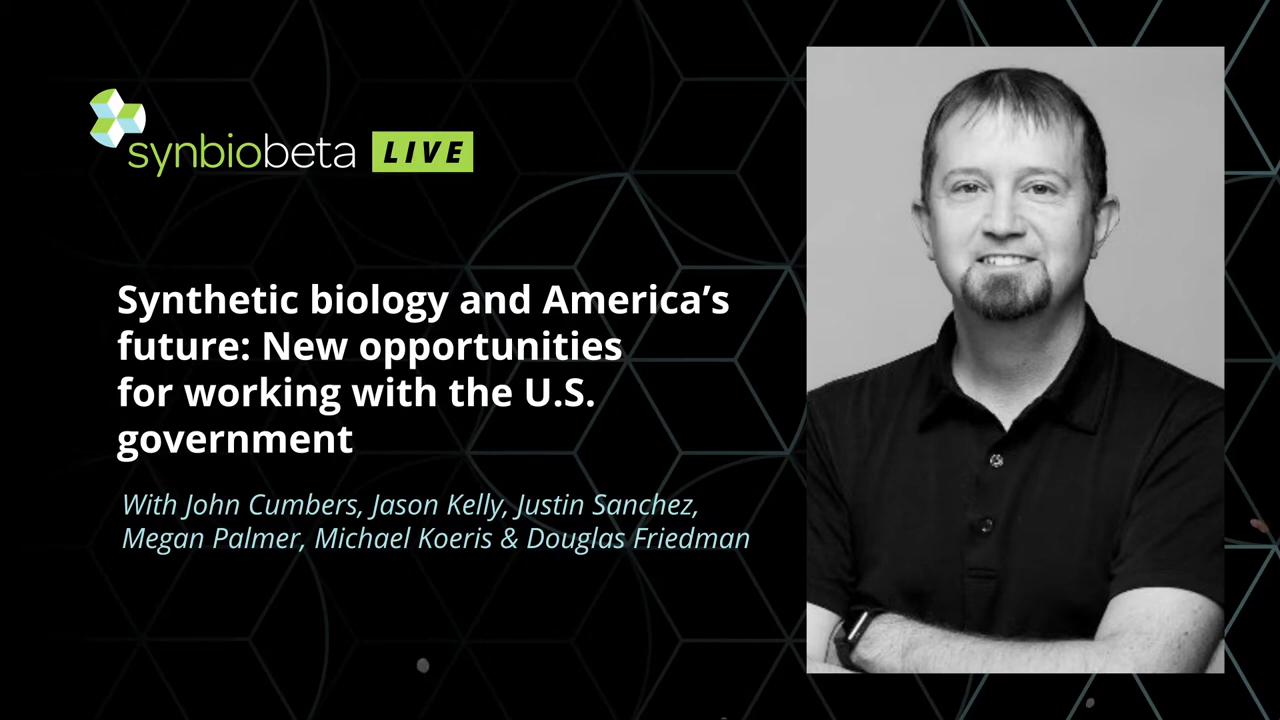 synbiobeta LIVE
Synthetic biology and America’s
future: New opportunities
for working with the U.S.
government
With John Cumbers, Jason Kelly, Justin Sanchez,
Megan Palmer, Michael Koeris & Douglas Friedman